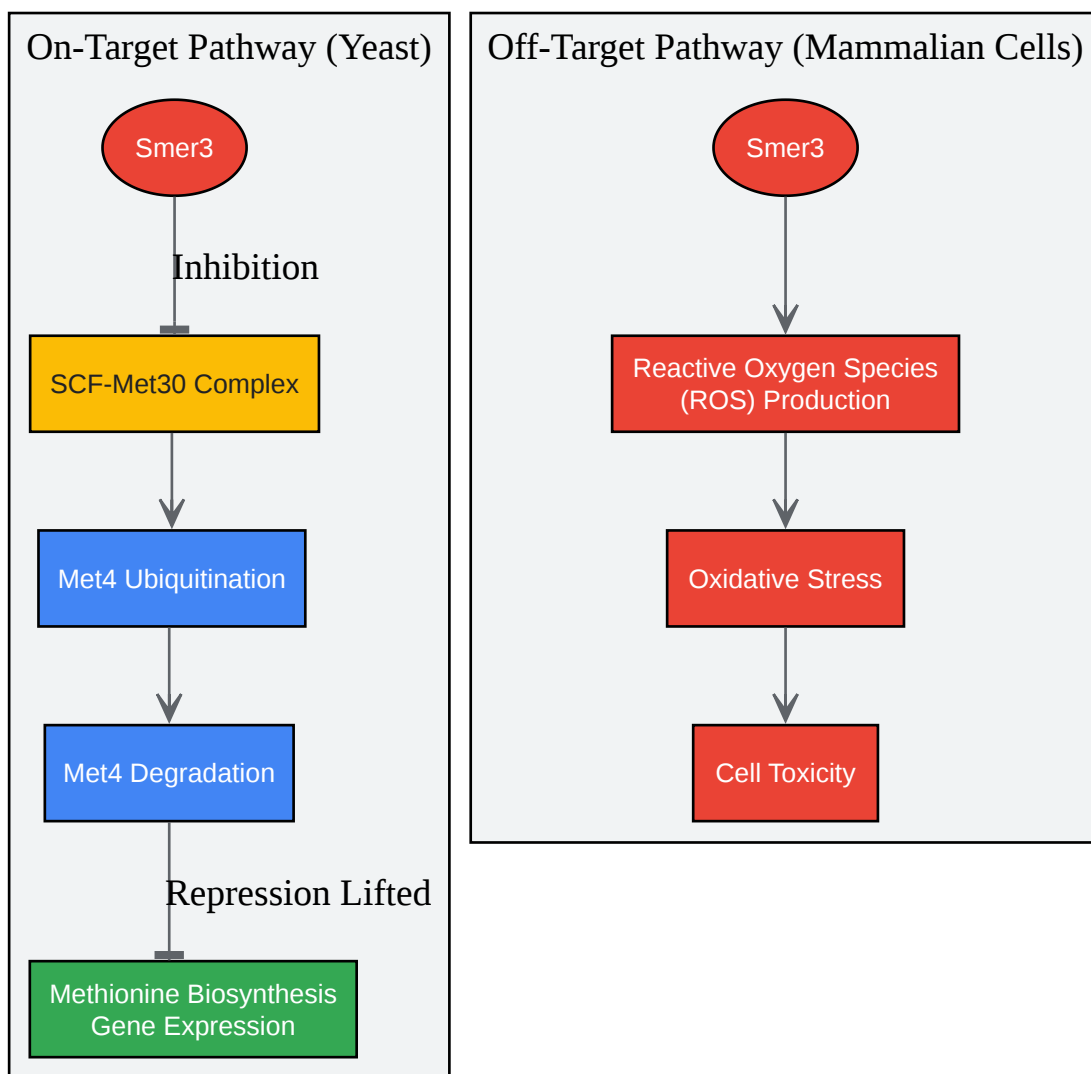 On-Target Pathway (Yeast)
Smer3
Inhibition
SCF-Met30 Complex
Met4 Ubiquitination
Met4 Degradation
Repression Lifted
Methionine Biosynthesis
Gene Expression
Off-Target Pathway (Mammalian Cells)
Smer3
Reactive Oxygen Species
(ROS) Production
Oxidative Stress
Cell Toxicity